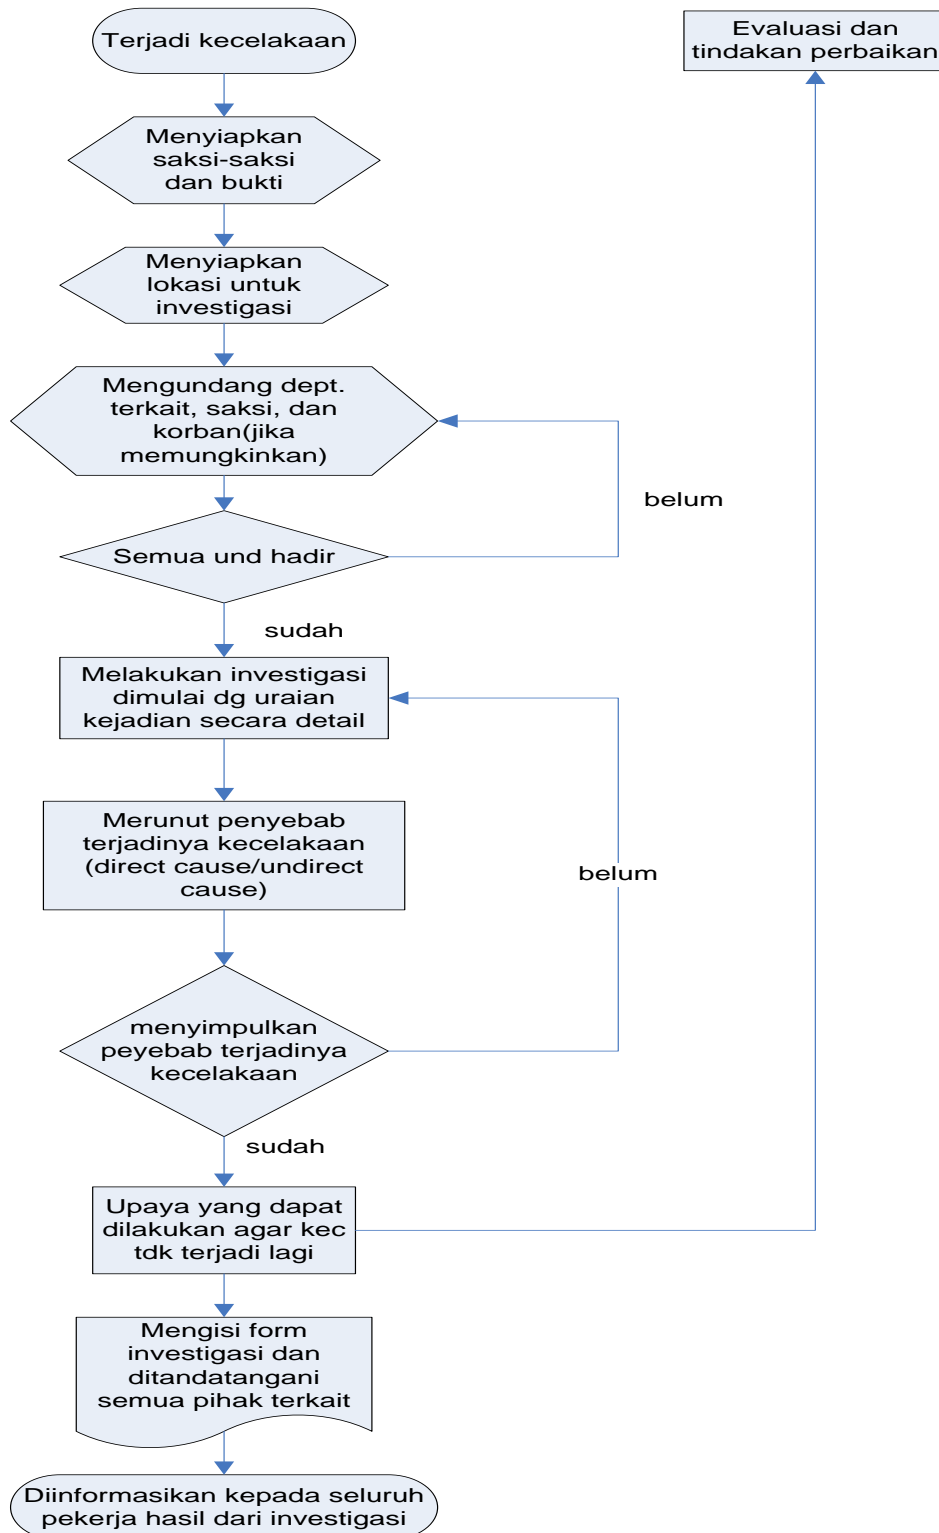 Terjadi kecelakaan
Evaluasi dan
tindakan perbaikan
Menyiapkan
saksi-saksi
dan bukti
Menyiapkan
lokasi untuk
investigasi
Mengundang dept.
terkait, saksi, dan
korban(jika
memungkinkan)
belum
Semua und hadir
sudah
Melakukan investigasi
dimulai dg uraian
kejadian secara detail
Merunut penyebab
terjadinya kecelakaan
(direct cause/undirect
cause)
belum
menyimpulkan
peyebab terjadinya
kecelakaan
sudah
Upaya yang dapat
dilakukan agar kec
tdk terjadi lagi
Mengisi form
investigasi dan
ditandatangani
semua pihak terkait
Diinformasikan kepada seluruh
pekerja hasil dari investigasi